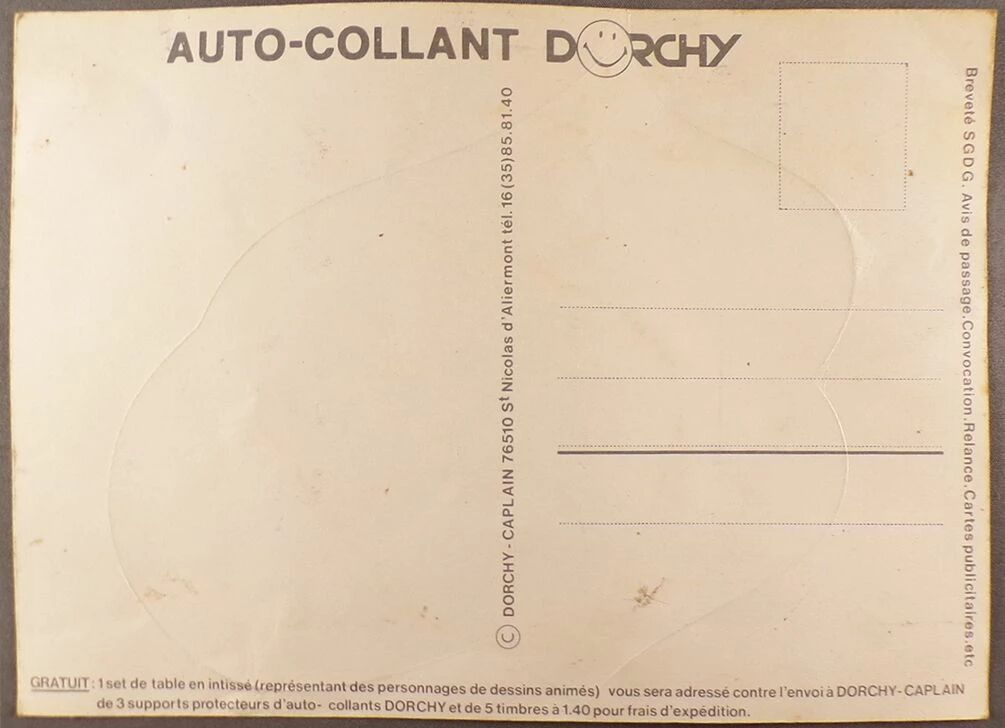 AUTO-COLLANT DORCHY
© DORCHY - CAPLAIN 76510 St Nicolas d'Aliermont tél. 16 (35) 85.81.40
Breveté S G D G. Avis de passage. Convocation. Relance. Cartes publicitaires. etc
GRATUIT : 1 set de table en intissé (représentant des personnages de dessins animés) vous sera adressé contre l'envoi à DORCHY- CAPLAIN
de 3 supports protecteurs d'auto- collants DORCHY et de 5 timbres à 1.40 pour frais d'expédition.